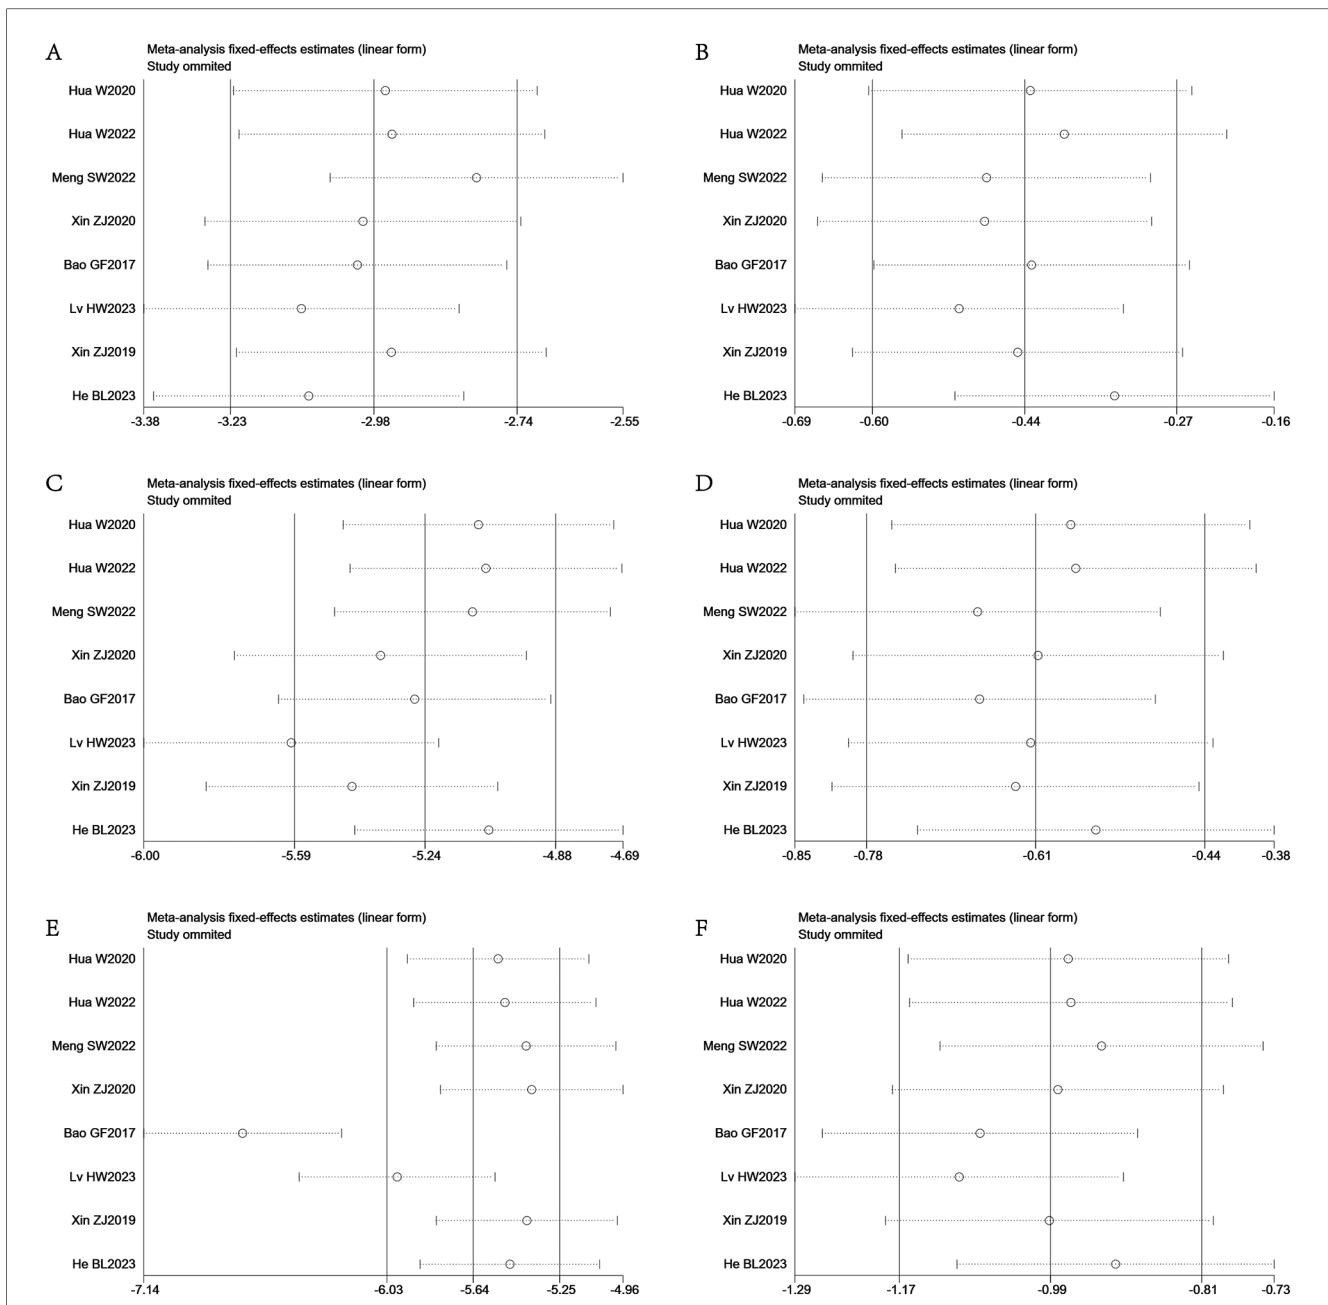 A
Meta-analysis fixed-effects estimates (linear form)
Study ommited
Hua W2020
Hua W2022
Meng SW2022
Xin ZJ2020
Bao GF2017
Lv HW2023
Xin ZJ2019
He BL2023
-3.38 -3.23 -2.98 -2.74 -2.55
B
Meta-analysis fixed-effects estimates (linear form)
Study ommited
Hua W2020
Hua W2022
Meng SW2022
Xin ZJ2020
Bao GF2017
Lv HW2023
Xin ZJ2019
He BL2023
-0.69 -0.60 -0.44 -0.27 -0.16
C
Meta-analysis fixed-effects estimates (linear form)
Study ommited
Hua W2020
Hua W2022
Meng SW2022
Xin ZJ2020
Bao GF2017
Lv HW2023
Xin ZJ2019
He BL2023
-6.00 -5.59 -5.24 -4.88 -4.69
D
Meta-analysis fixed-effects estimates (linear form)
Study ommited
Hua W2020
Hua W2022
Meng SW2022
Xin ZJ2020
Bao GF2017
Lv HW2023
Xin ZJ2019
He BL2023
-0.85 -0.78 -0.61 -0.44 -0.38
E
Meta-analysis fixed-effects estimates (linear form)
Study ommited
Hua W2020
Hua W2022
Meng SW2022
Xin ZJ2020
Bao GF2017
Lv HW2023
Xin ZJ2019
He BL2023
-7.14 -6.03 -5.64 -5.25 -4.96
F
Meta-analysis fixed-effects estimates (linear form)
Study ommited
Hua W2020
Hua W2022
Meng SW2022
Xin ZJ2020
Bao GF2017
Lv HW2023
Xin ZJ2019
He BL2023
-1.29 -1.17 -0.99 -0.81 -0.73